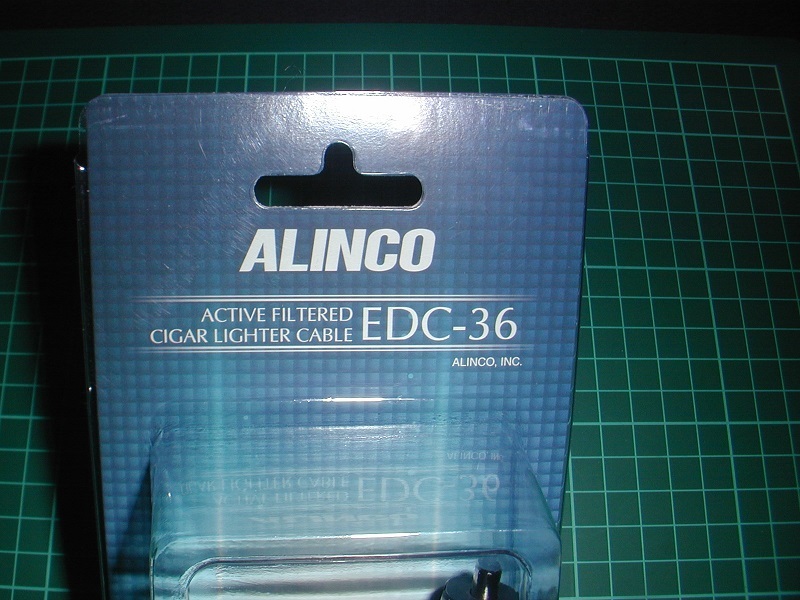 ALINCO
ACTIVE FILTERED
CIGAR LIGHTER CABLE EDC-36
ALINCO, INC.